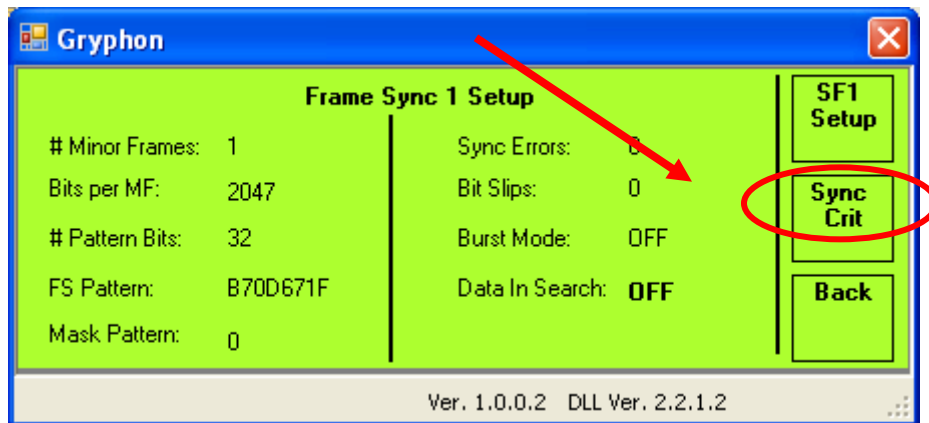 Gryphon
Frame Sync 1 Setup
# Minor Frames: 1
Bits per MF: 2047
# Pattern Bits: 32
FS Pattern: B70D671F
Mask Pattern: 0
Sync Errors: 0
Bit Slips: 0
Burst Mode: OFF
Data In Search: OFF
SF1
Setup
Sync
Crit
Back
Ver. 1.0.0.2 DLL Ver. 2.2.1.2